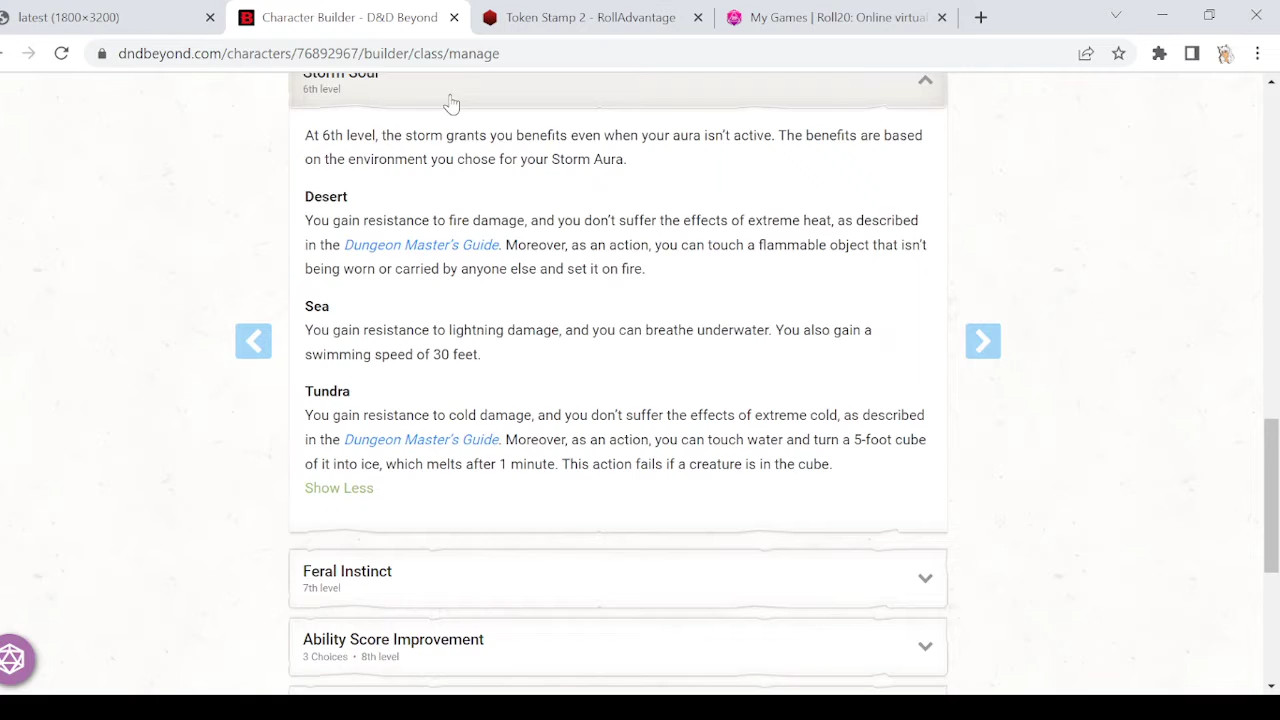 latest (1800×3200)
Character Builder - D&D Beyond
Token Stamp 2 - RollAdvantage
My Games | Roll20: Online virtual
dndbeyond.com/characters/76892967/builder/class/manage
Storm Soul
6th level
At 6th level, the storm grants you benefits even when your aura isn’t active. The benefits are based
on the environment you chose for your Storm Aura.
Desert
You gain resistance to fire damage, and you don’t suffer the effects of extreme heat, as described
in the Dungeon Master’s Guide. Moreover, as an action, you can touch a flammable object that isn’t
being worn or carried by anyone else and set it on fire.
Sea
You gain resistance to lightning damage, and you can breathe underwater. You also gain a
swimming speed of 30 feet.
Tundra
You gain resistance to cold damage, and you don’t suffer the effects of extreme cold, as described
in the Dungeon Master’s Guide. Moreover, as an action, you can touch water and turn a 5-foot cube
of it into ice, which melts after 1 minute. This action fails if a creature is in the cube.
Show Less
Feral Instinct
7th level
Ability Score Improvement
3 Choices • 8th level